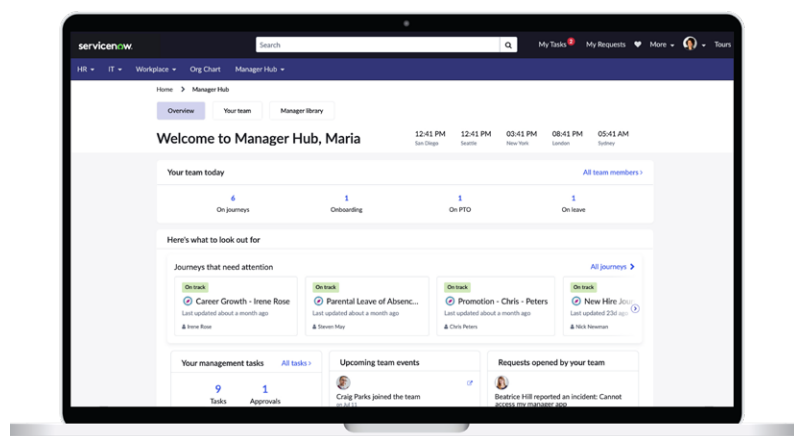 servicenow.
Search
My Tasks 2
My Requests
More
Tours
HR
IT
Workplace
Org Chart
Manager Hub
Home > Manager Hub
Overview
Your team
Manager library
Welcome to Manager Hub, Maria
12:41 PM 12:41 PM 03:41 PM 08:41 PM 05:41 AM
San Diego Seattle New York London Sydney
Your team today
All team members >
6 1 1 1
On journeys Onboarding On PTO On leave
Here's what to look out for
Journeys that need attention
All journeys >
On track
Career Growth - Irene Rose
Last updated about a month ago
Irene Rose
On track
Parental Leave of Absenc...
Last updated about a month ago
Steven May
On track
Promotion - Chris - Peters
Last updated about a month ago
Chris Peters
On track
New Hire Jou
Last updated 23d ago
Nick Newman
Your management tasks
All tasks >
9 1
Tasks Approvals
Upcoming team events
Craig Parks joined the team
on Jul 11
Requests opened by your team
Beatrice Hill reported an incident: Cannot
access my manager app